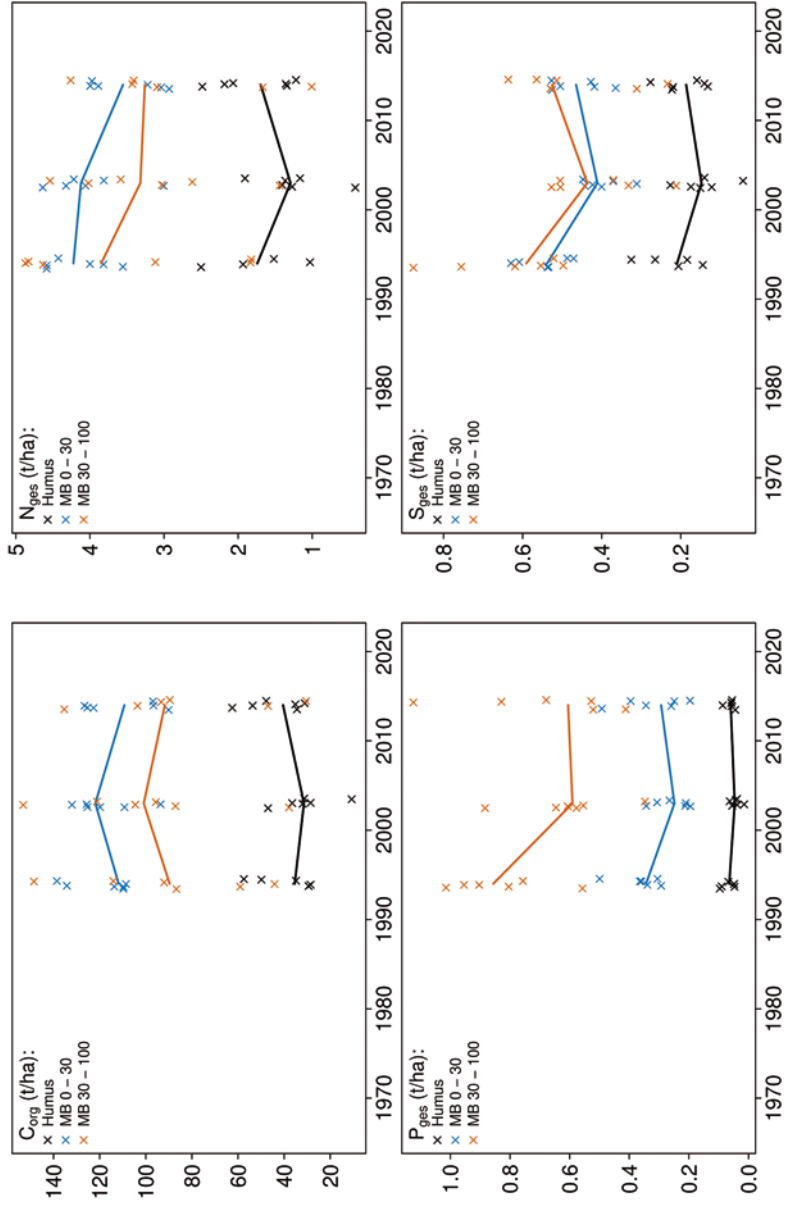 C_org (t/ha):
Humus
MB 0 – 30
MB 30 – 100
140
120
100
80
60
40
20
1970 1980 1990 2000 2010 2020
N_ges (t/ha):
Humus
MB 0 – 30
MB 30 – 100
5
4
3
2
1
1970 1980 1990 2000 2010 2020
P_ges (t/ha):
Humus
MB 0 – 30
MB 30 – 100
1.0
0.8
0.6
0.4
0.2
0.0
1970 1980 1990 2000 2010 2020
S_ges (t/ha):
Humus
MB 0 – 30
MB 30 – 100
0.8
0.6
0.4
0.2
1970 1980 1990 2000 2010 2020